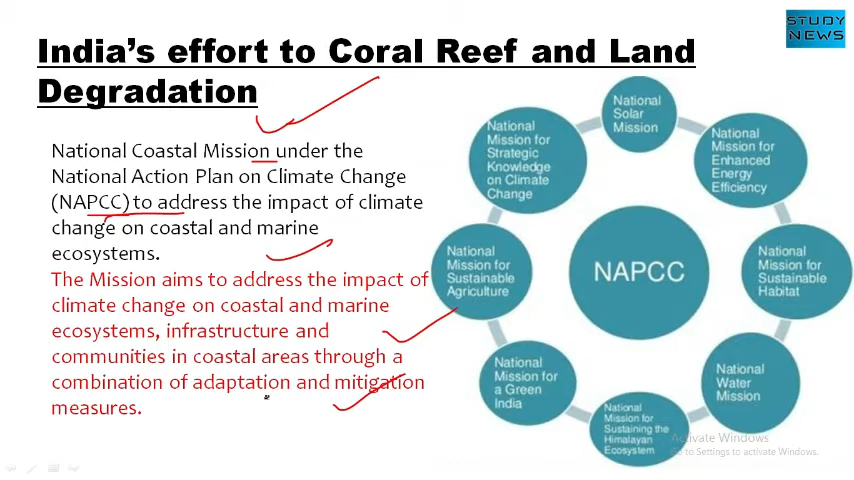 STUDY
NEWS
India's effort to Coral Reef and Land
Degradation
National Coastal Mission under the
National Action Plan on Climate Change
(NAPCC) to address the impact of climate
change on coastal and marine
ecosystems.
The Mission aims to address the impact of
climate change on coastal and marine
ecosystems, infrastructure and
communities in coastal areas through a
combination of adaptation and mitigation
measures.
National
Solar
Mission
National
Mission for
Enhanced
Energy
Efficiency
National
Mission for
Sustainable
Habitat
National
Water
Mission
National
Mission for
Sustaining the
Himalayan
Ecosystem
National
Mission for
a Green
India
National
Mission for
Sustainable
Agriculture
National
Mission for
Strategic
Knowledge
on Climate
Change
NAPCC
Activate Windows
Go to Settings to activate Windows.